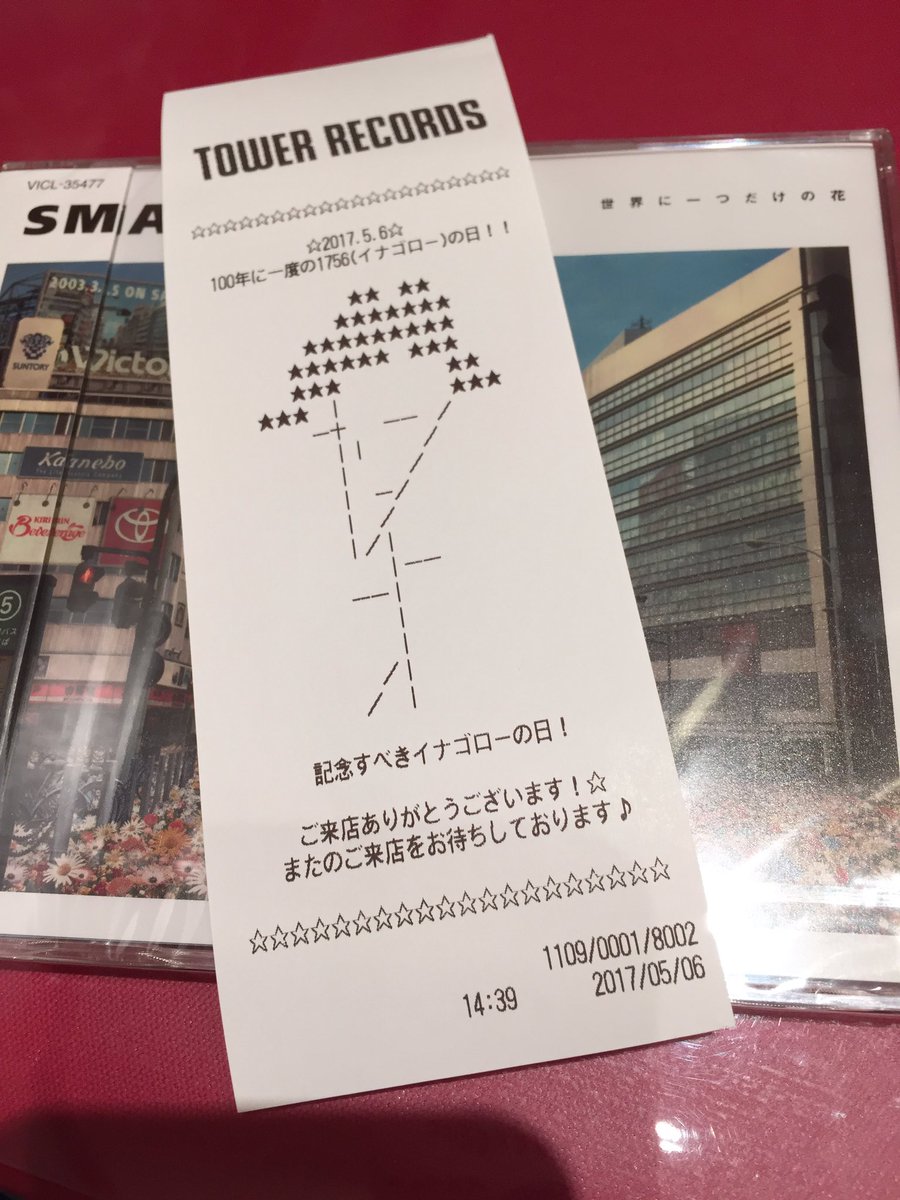 TOWER RECORDS
☆☆☆☆☆☆☆☆☆☆☆☆☆☆☆☆☆☆☆☆
☆2017.5.6☆
100年に一度の1756(イナゴロー)の日！！
記念すべきイナゴローの日！
ご来店ありがとうございます！☆
またのご来店をお待ちしております♪
☆☆☆☆☆☆☆☆☆☆☆☆☆☆☆☆☆☆☆☆
1109/0001/8002
14:39 2017/05/06
VICL-35477
SMA
世界に一つだけの花
2003.3. .5 ON SA
SUNTORY
Victo
Kanebo
KIRIN
Beverage
5